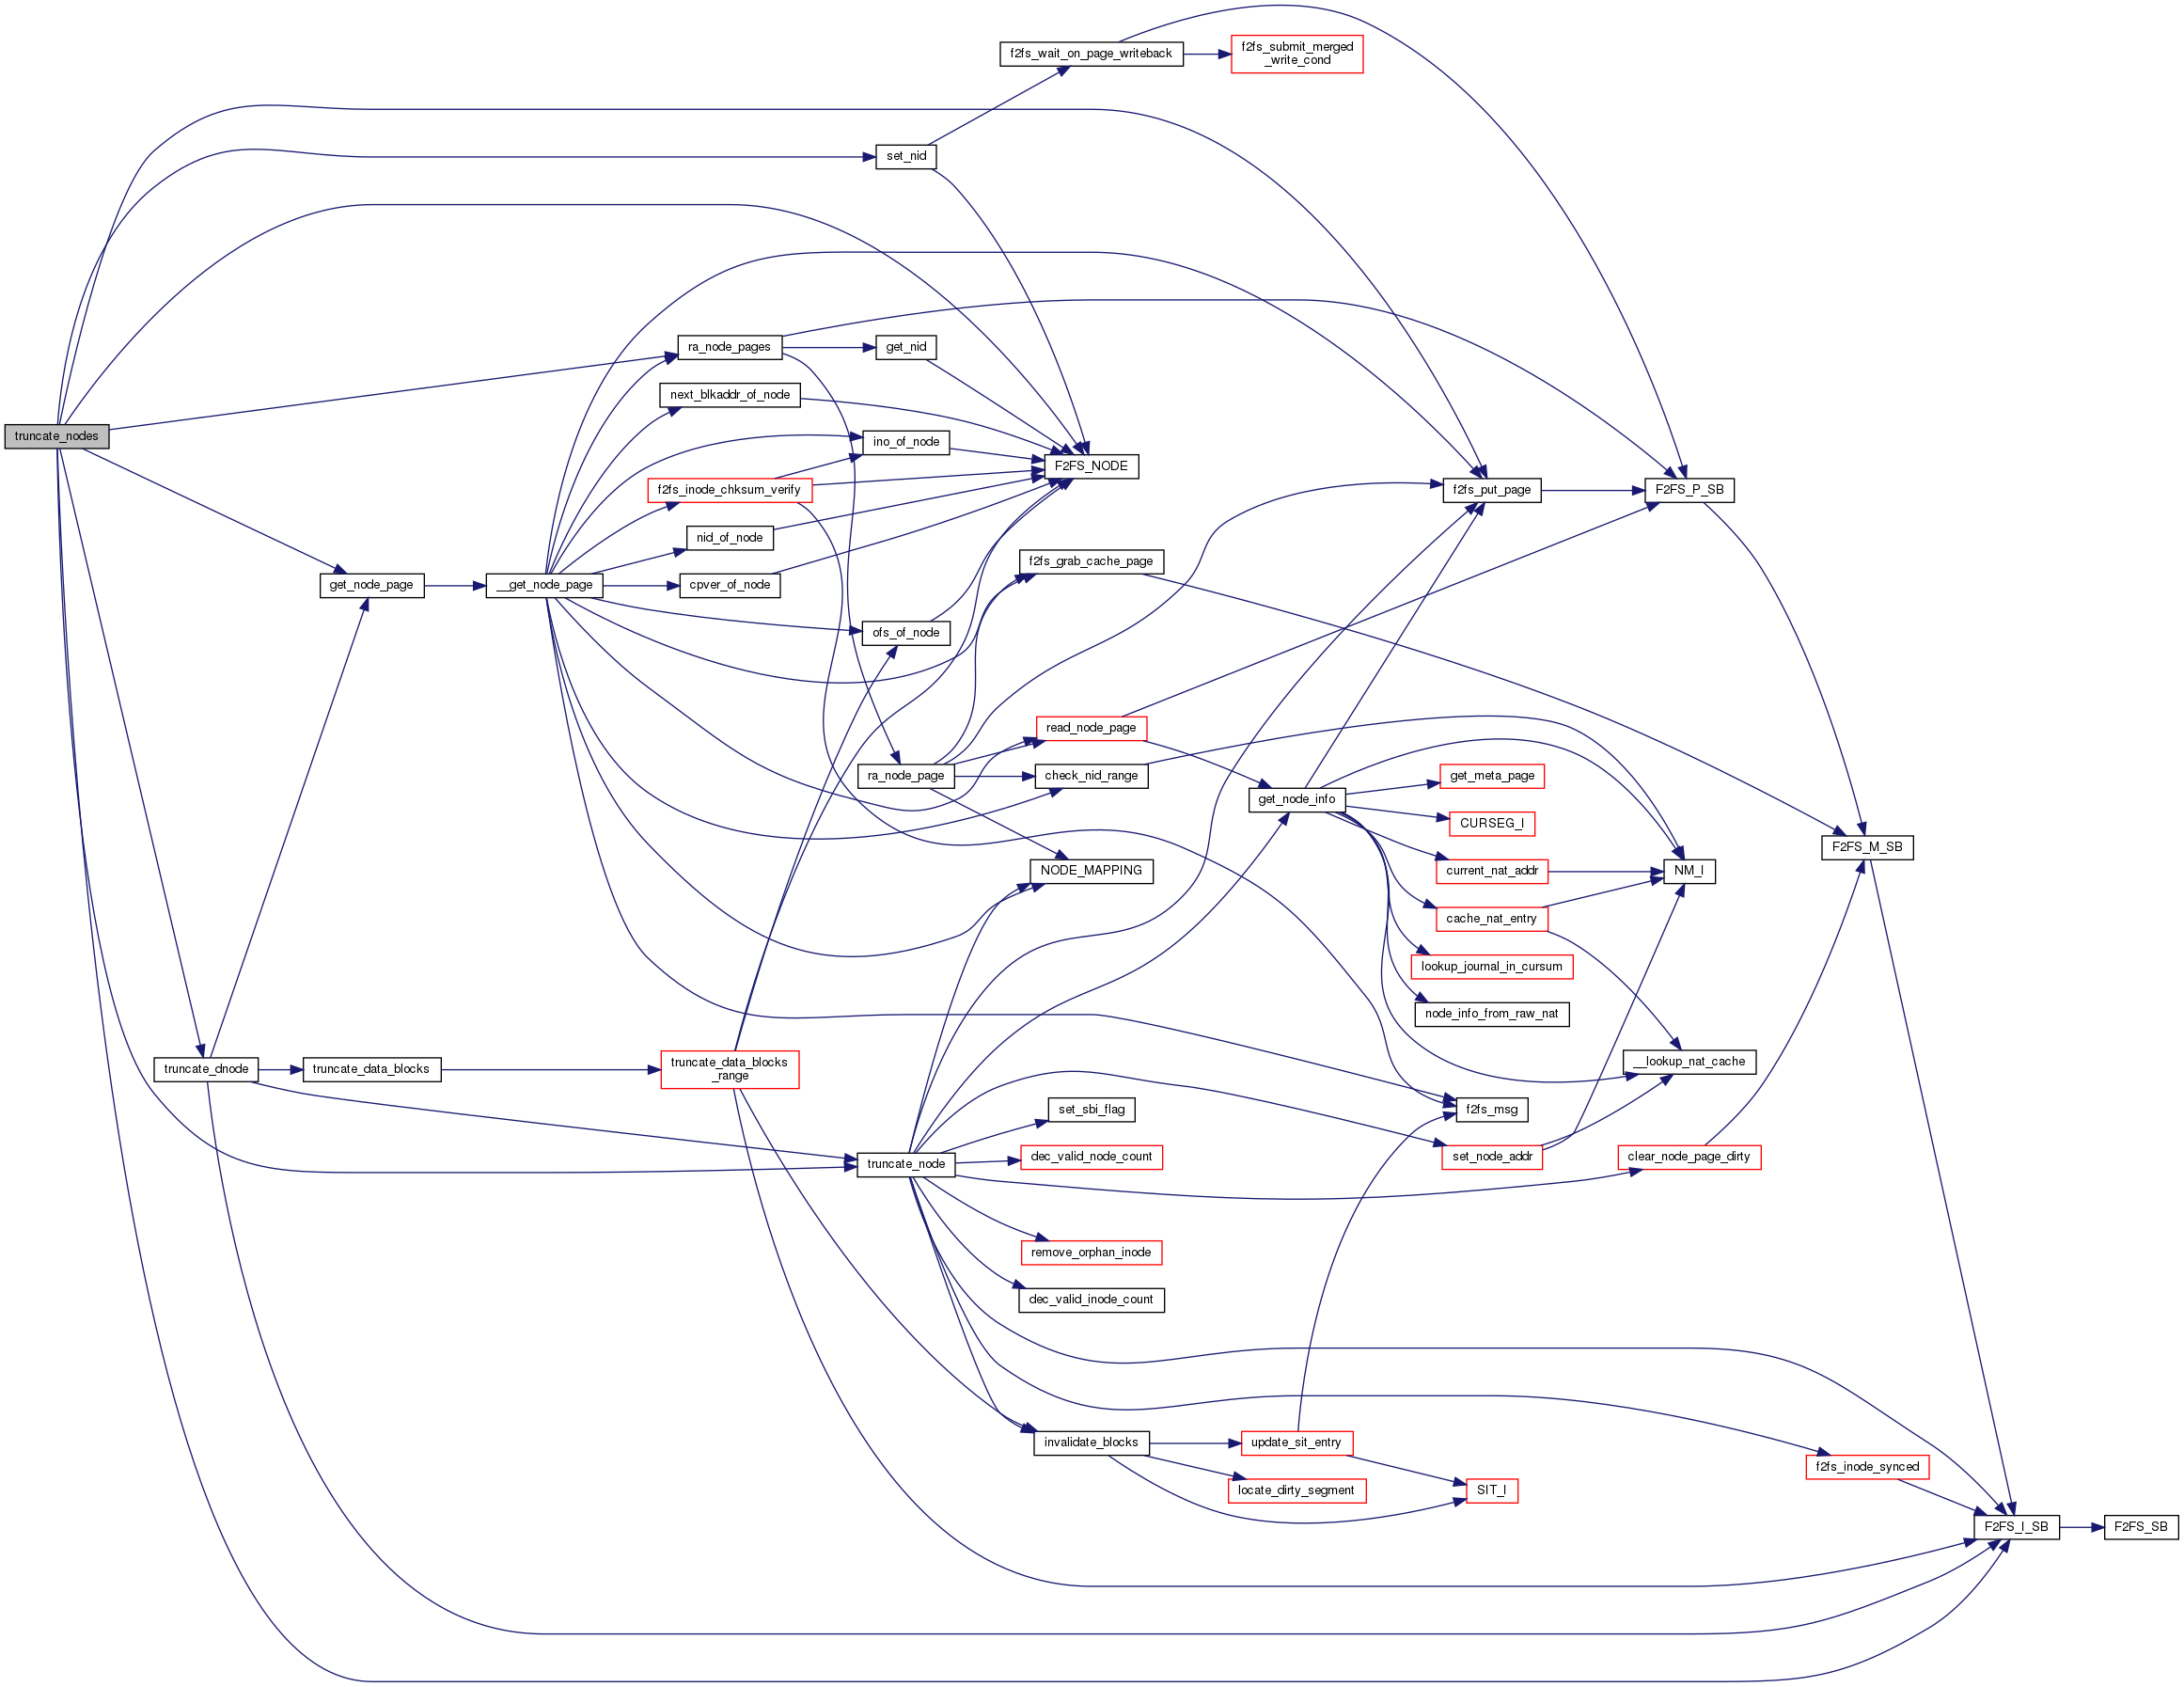 f2fs_wait_on_page_writeback
f2fs_submit_merged
_write_cond
set_nid
ra_node_pages
get_nid
next_blkaddr_of_node
truncate_nodes
ino_of_node
F2FS_NODE
f2fs_inode_chksum_verify
f2fs_put_page
F2FS_P_SB
nid_of_node
f2fs_grab_cache_page
get_node_page
__get_node_page
cpver_of_node
ofs_of_node
read_node_page
ra_node_page
check_nid_range
get_meta_page
get_node_info
CURSEG_I
F2FS_M_SB
NODE_MAPPING
current_nat_addr
NM_I
cache_nat_entry
lookup_journal_in_cursum
node_info_from_raw_nat
truncate_dnode
truncate_data_blocks
truncate_data_blocks
_range
__lookup_nat_cache
set_sbi_flag
f2fs_msg
truncate_node
dec_valid_node_count
set_node_addr
clear_node_page_dirty
remove_orphan_inode
dec_valid_inode_count
invalidate_blocks
update_sit_entry
f2fs_inode_synced
locate_dirty_segment
SIT_I
F2FS_I_SB
F2FS_SB